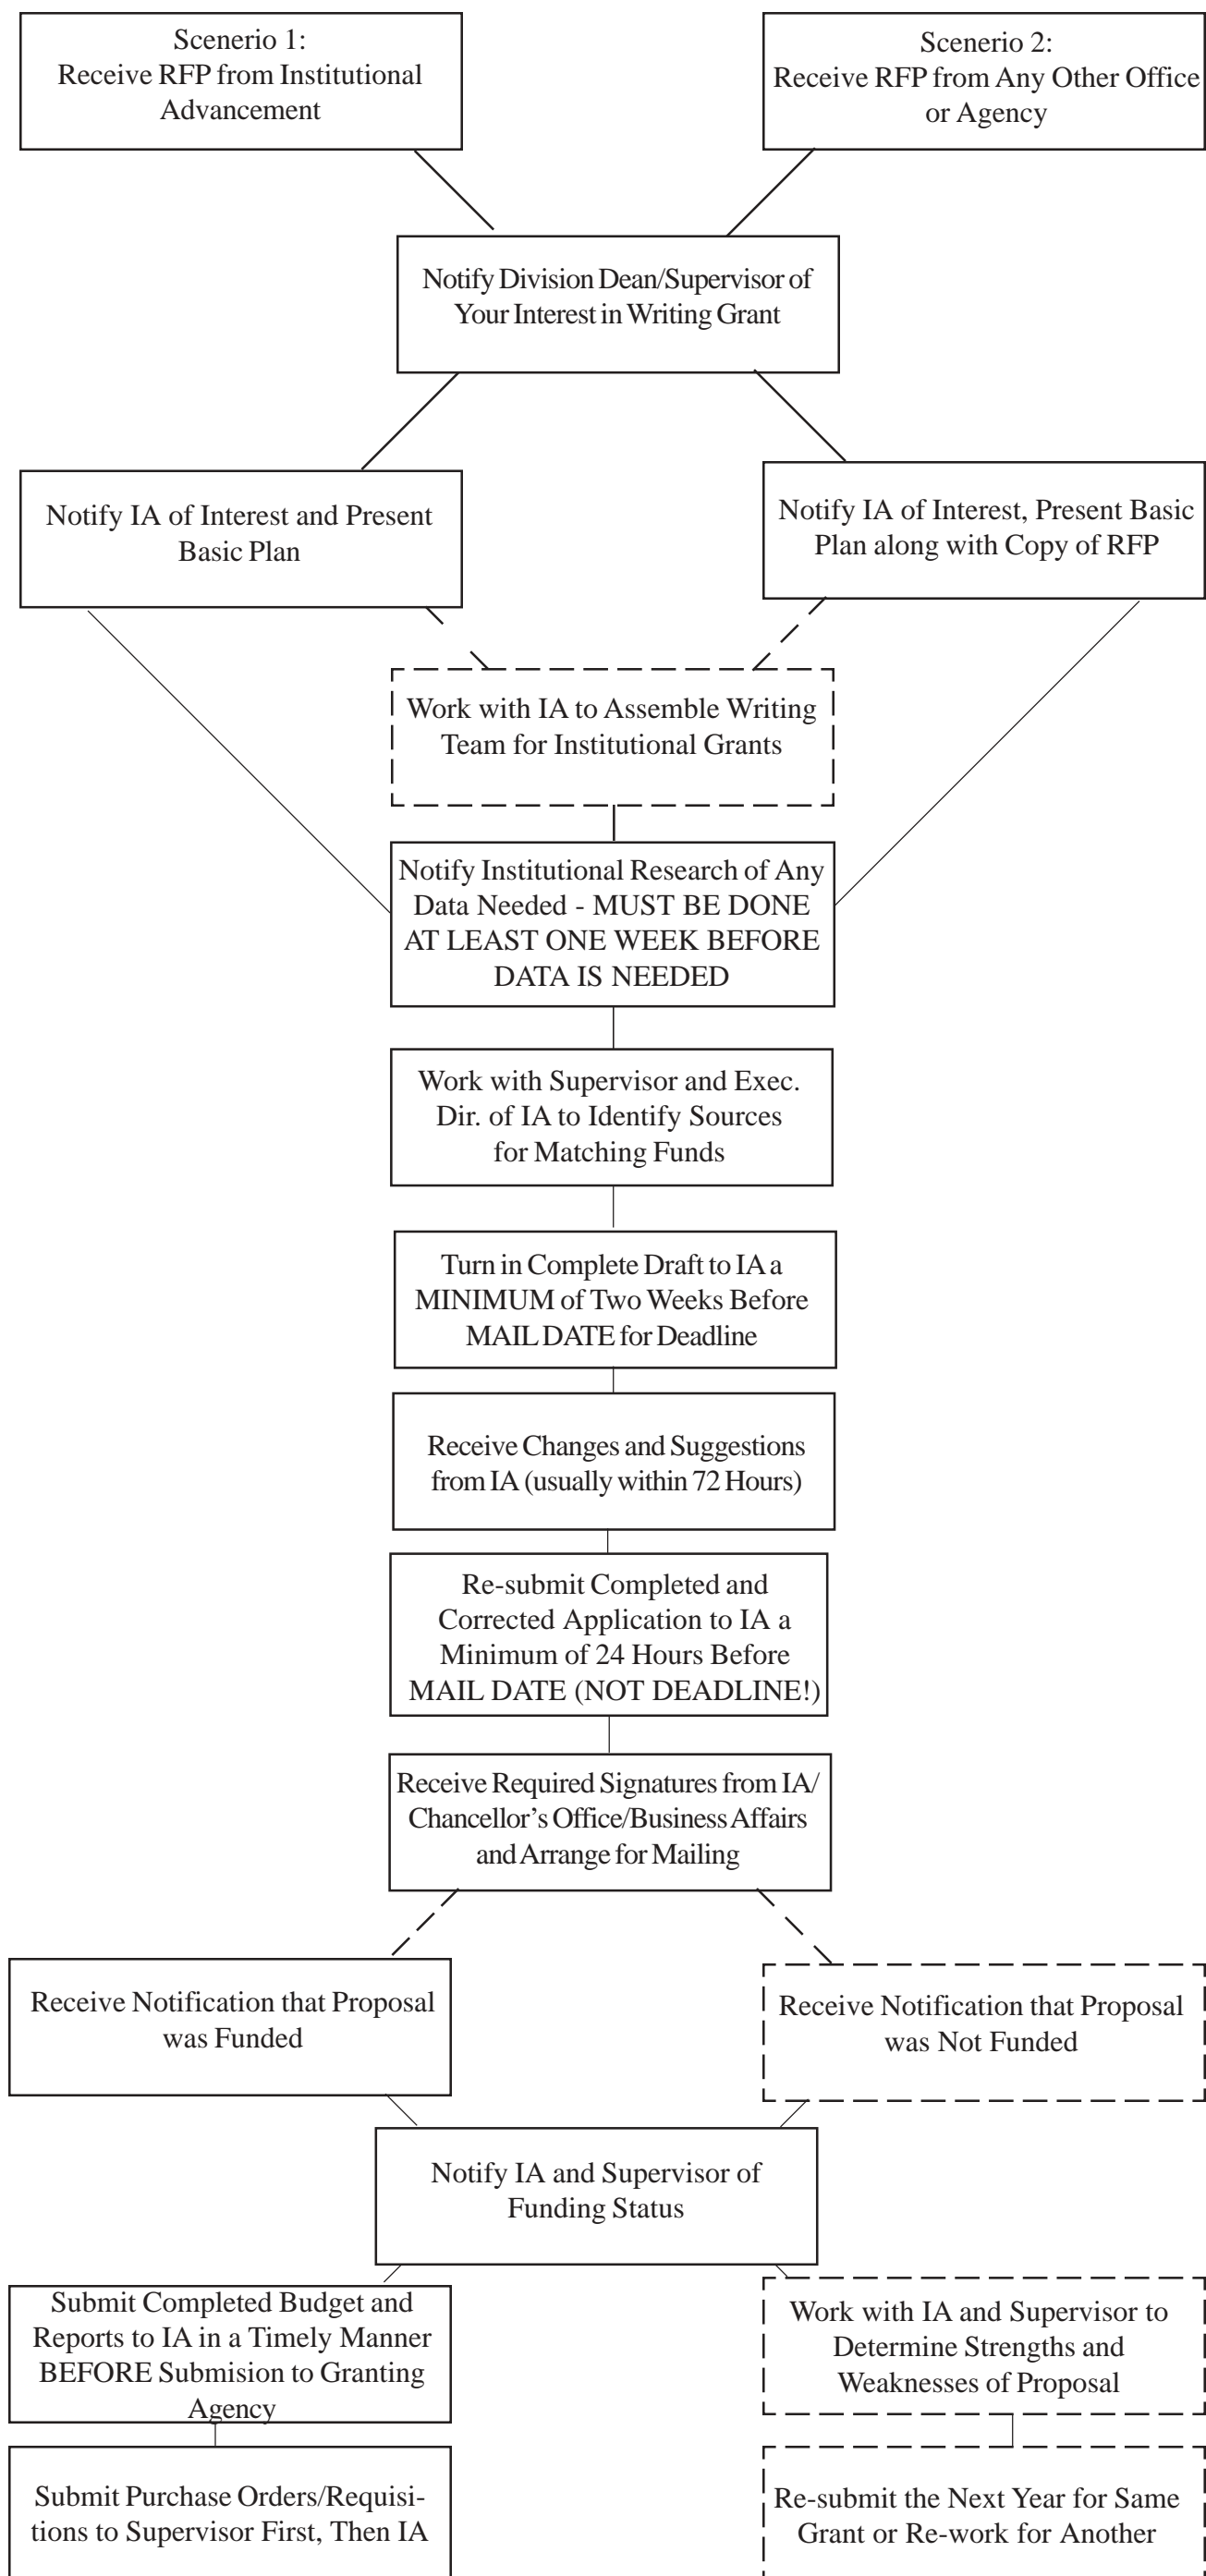 Scenerio 1:
Receive RFP from Institutional
Advancement
Scenerio 2:
Receive RFP from Any Other Office
or Agency
Notify Division Dean/Supervisor of
Your Interest in Writing Grant
Notify IA of Interest and Present
Basic Plan
Notify IA of Interest, Present Basic
Plan along with Copy of RFP
Work with IA to Assemble Writing
Team for Institutional Grants
Notify Institutional Research of Any
Data Needed - MUST BE DONE
AT LEAST ONE WEEK BEFORE
DATA IS NEEDED
Work with Supervisor and Exec.
Dir. of IA to Identify Sources
for Matching Funds
Turn in Complete Draft to IA a
MINIMUM of Two Weeks Before
MAIL DATE for Deadline
Receive Changes and Suggestions
from IA (usually within 72 Hours)
Re-submit Completed and
Corrected Application to IA a
Minimum of 24 Hours Before
MAIL DATE (NOT DEADLINE!)
Receive Required Signatures from IA/
Chancellor's Office/Business Affairs
and Arrange for Mailing
Receive Notification that Proposal
was Funded
Receive Notification that Proposal
was Not Funded
Notify IA and Supervisor of
Funding Status
Submit Completed Budget and
Reports to IA in a Timely Manner
BEFORE Submision to Granting
Agency
Work with IA and Supervisor to
Determine Strengths and
Weaknesses of Proposal
Submit Purchase Orders/Requisi-
tions to Supervisor First, Then IA
Re-submit the Next Year for Same
Grant or Re-work for Another